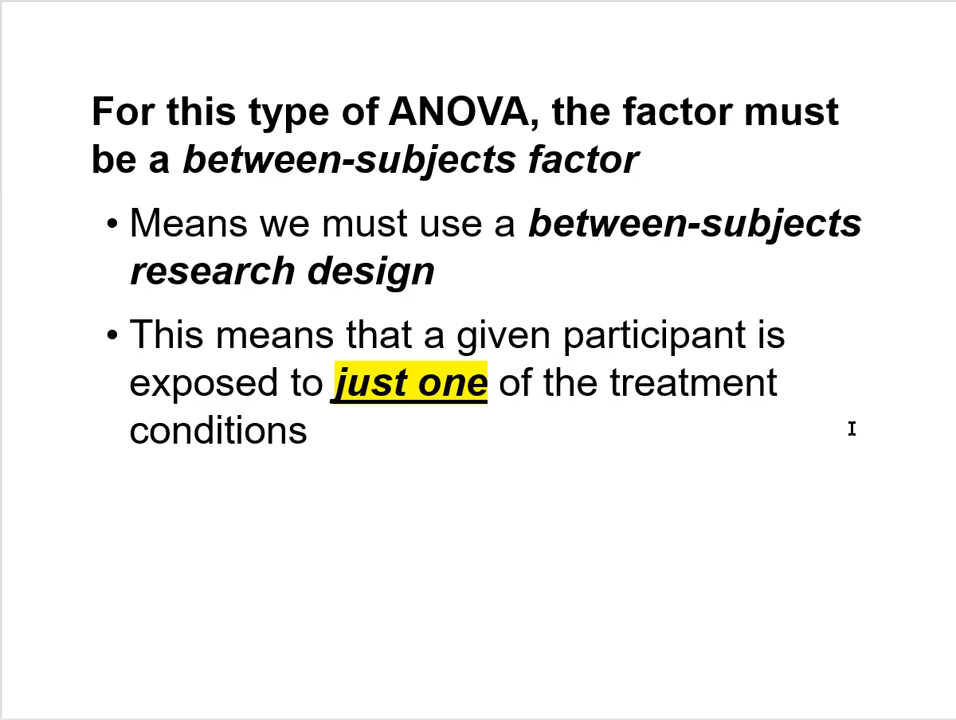 For this type of ANOVA, the factor must
be a between-subjects factor
• Means we must use a between-subjects
research design
• This means that a given participant is
exposed to just one of the treatment
conditions